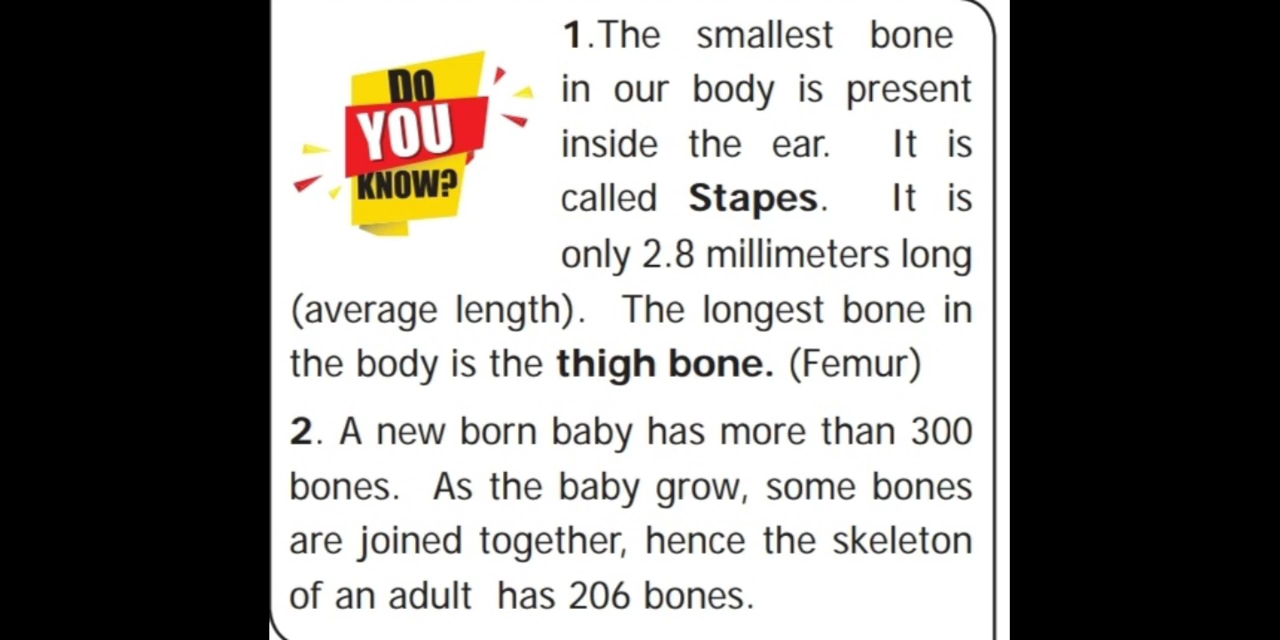 DO
YOU
KNOW?
1.The smallest bone
in our body is present
inside the ear. It is
called Stapes. It is
only 2.8 millimeters long
(average length). The longest bone in
the body is the thigh bone. (Femur)
2. A new born baby has more than 300
bones. As the baby grow, some bones
are joined together, hence the skeleton
of an adult has 206 bones.